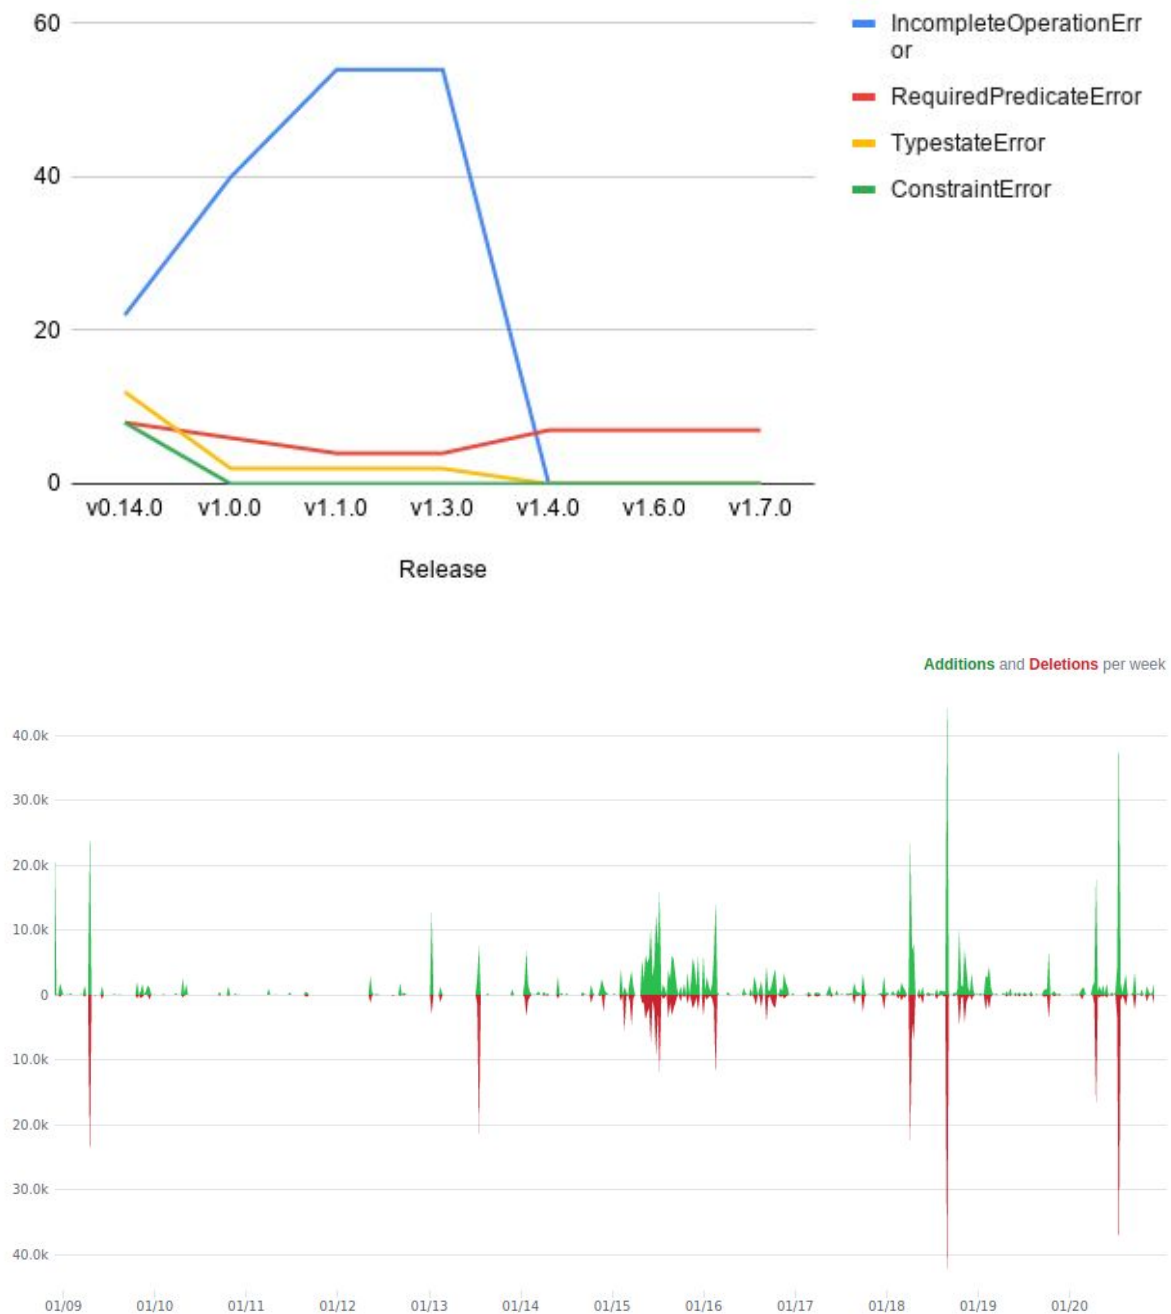 60
40
20
0
IncompleteOperationErr
or
RequiredPredicateError
TypestateError
ConstraintError
v0.14.0 v1.0.0 v1.1.0 v1.3.0 v1.4.0 v1.6.0 v1.7.0
Release
Additions and Deletions per week
40.0k
30.0k
20.0k
10.0k
0
10.0k
20.0k
30.0k
40.0k
01/09 01/10 01/11 01/12 01/13 01/14 01/15 01/16 01/17 01/18 01/19 01/20